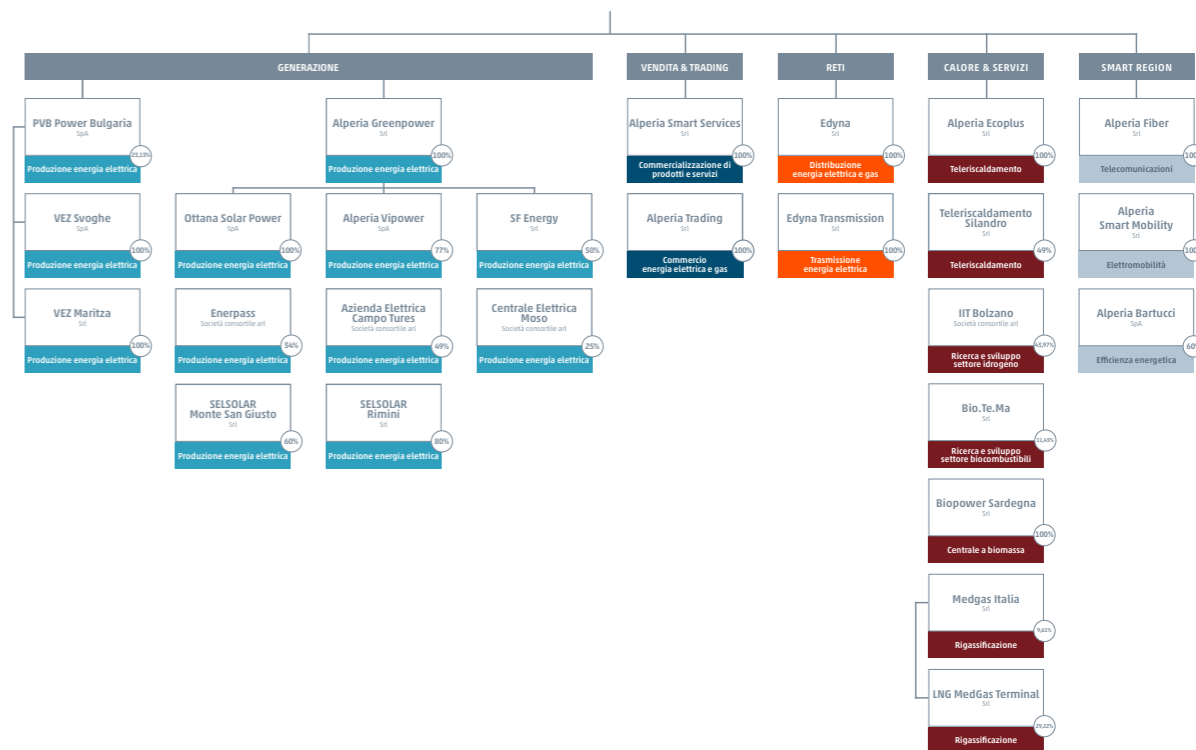 GENERAZIONE
VENDITA & TRADING
RETI
CALORE & SERVIZI
SMART REGION
PVB Power Bulgaria
SpA
23,13%
Produzione energia elettrica
Alperia Greenpower
Srl
100%
Produzione energia elettrica
Alperia Smart Services
Srl
100%
Commercializzazione di
prodotti e servizi
Edyna
Srl
100%
Distribuzione
energia elettrica e gas
Alperia Ecoplus
Srl
100%
Teleriscaldamento
Alperia Fiber
Srl
Telecomunicazioni
VEZ Svoghe
SpA
100%
Produzione energia elettrica
Ottana Solar Power
SpA
100%
Produzione energia elettrica
Alperia Vipower
SpA
77%
Produzione energia elettrica
SF Energy
Srl
50%
Produzione energia elettrica
Alperia Trading
Srl
100%
Commercio
energia elettrica e gas
Edyna Transmission
Srl
100%
Trasmissione
energia elettrica
Teleriscaldamento
Silandro
Srl
49%
Teleriscaldamento
Alperia
Smart Mobility
Srl
Elettromobilità
VEZ Maritza
Srl
100%
Produzione energia elettrica
Enerpass
Società consortile arl
34%
Produzione energia elettrica
Azienda Elettrica
Campo Tures
Società consortile arl
49%
Produzione energia elettrica
Centrale Elettrica
Moso
Società consortile arl
25%
Produzione energia elettrica
IIT Bolzano
Società consortile arl
43,97%
Ricerca e sviluppo
settore idrogeno
Alperia Bartucci
SpA
Efficienza energetica
SELSOLAR
Monte San Giusto
Srl
60%
Produzione energia elettrica
SELSOLAR
Rimini
Srl
80%
Produzione energia elettrica
Bio.Te.Ma
Srl
11,43%
Ricerca e sviluppo
settore biocombustibili
Biopower Sardegna
Srl
100%
Centrale a biomassa
Medgas Italia
Srl
9,61%
Rigassificazione
LNG MedGas Terminal
Srl
29,22%
Rigassificazione